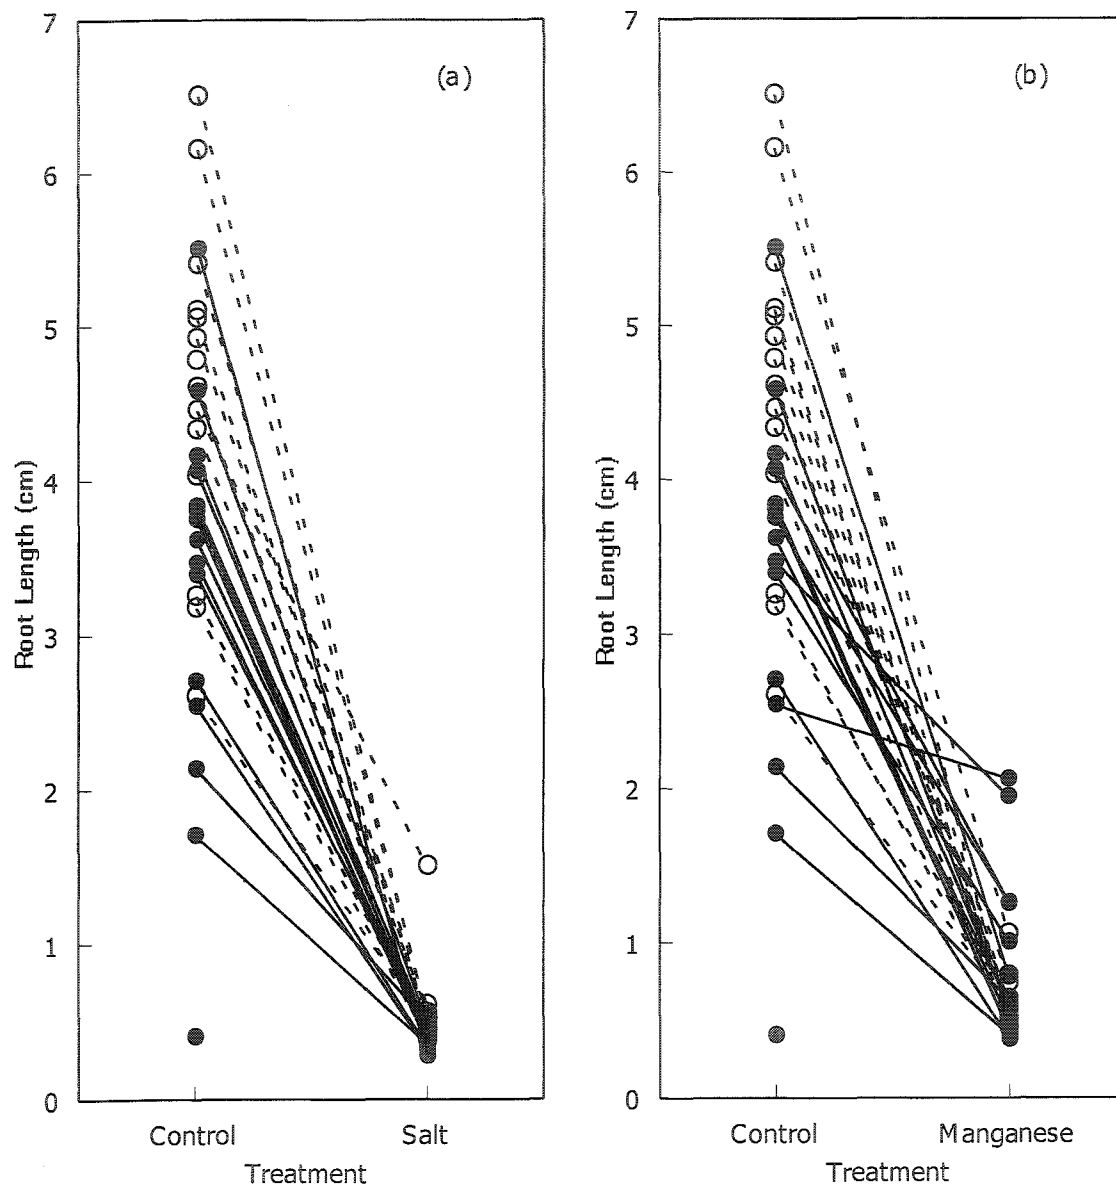 7
(a)
6
5
4
3
2
1
0
Root Length (cm)
Control
Salt
Treatment
7
(b)
6
5
4
3
2
1
0
Root Length (cm)
Control
Manganese
Treatment